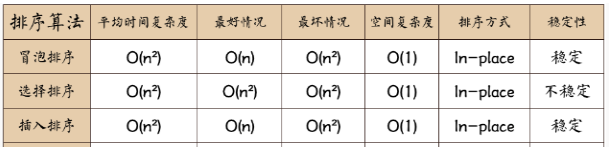 排序算法 平均时间复杂度 最好情况 最坏情况 空间复杂度 排序方式 稳定性
冒泡排序 O(n²) O(n) O(n²) O(1) In-place 稳定
选择排序 O(n²) O(n²) O(n²) O(1) In-place 不稳定
插入排序 O(n²) O(n) O(n²) O(1) In-place 稳定